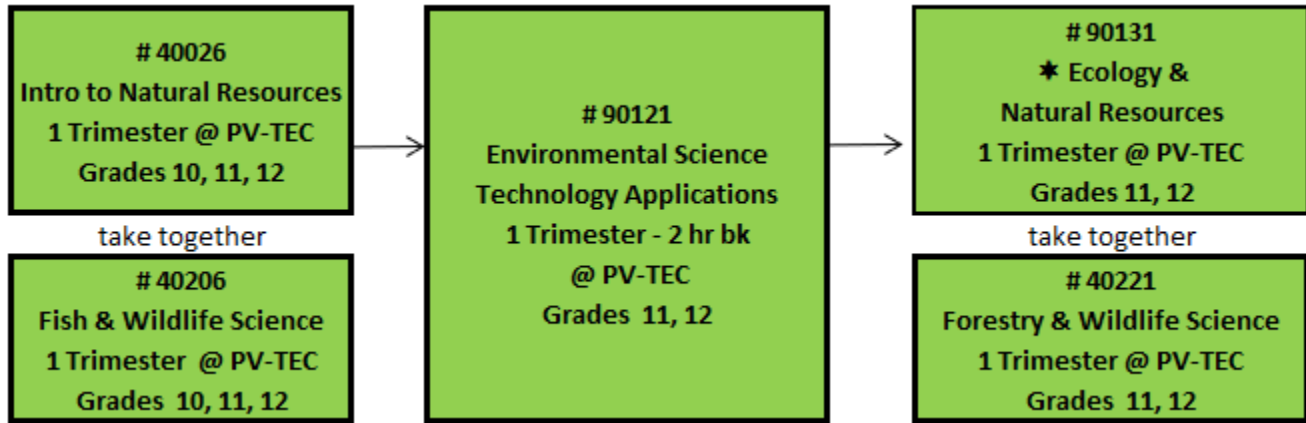 # 40026
Intro to Natural Resources
1 Trimester @ PV-TEC
Grades 10, 11, 12
take together
# 40206
Fish & Wildlife Science
1 Trimester @ PV-TEC
Grades 10, 11, 12
# 90121
Environmental Science
Technology Applications
1 Trimester - 2 hr bk
@ PV-TEC
Grades 11, 12
# 90131
✶ Ecology &
Natural Resources
1 Trimester @ PV-TEC
Grades 11, 12
take together
# 40221
Forestry & Wildlife Science
1 Trimester @ PV-TEC
Grades 11, 12